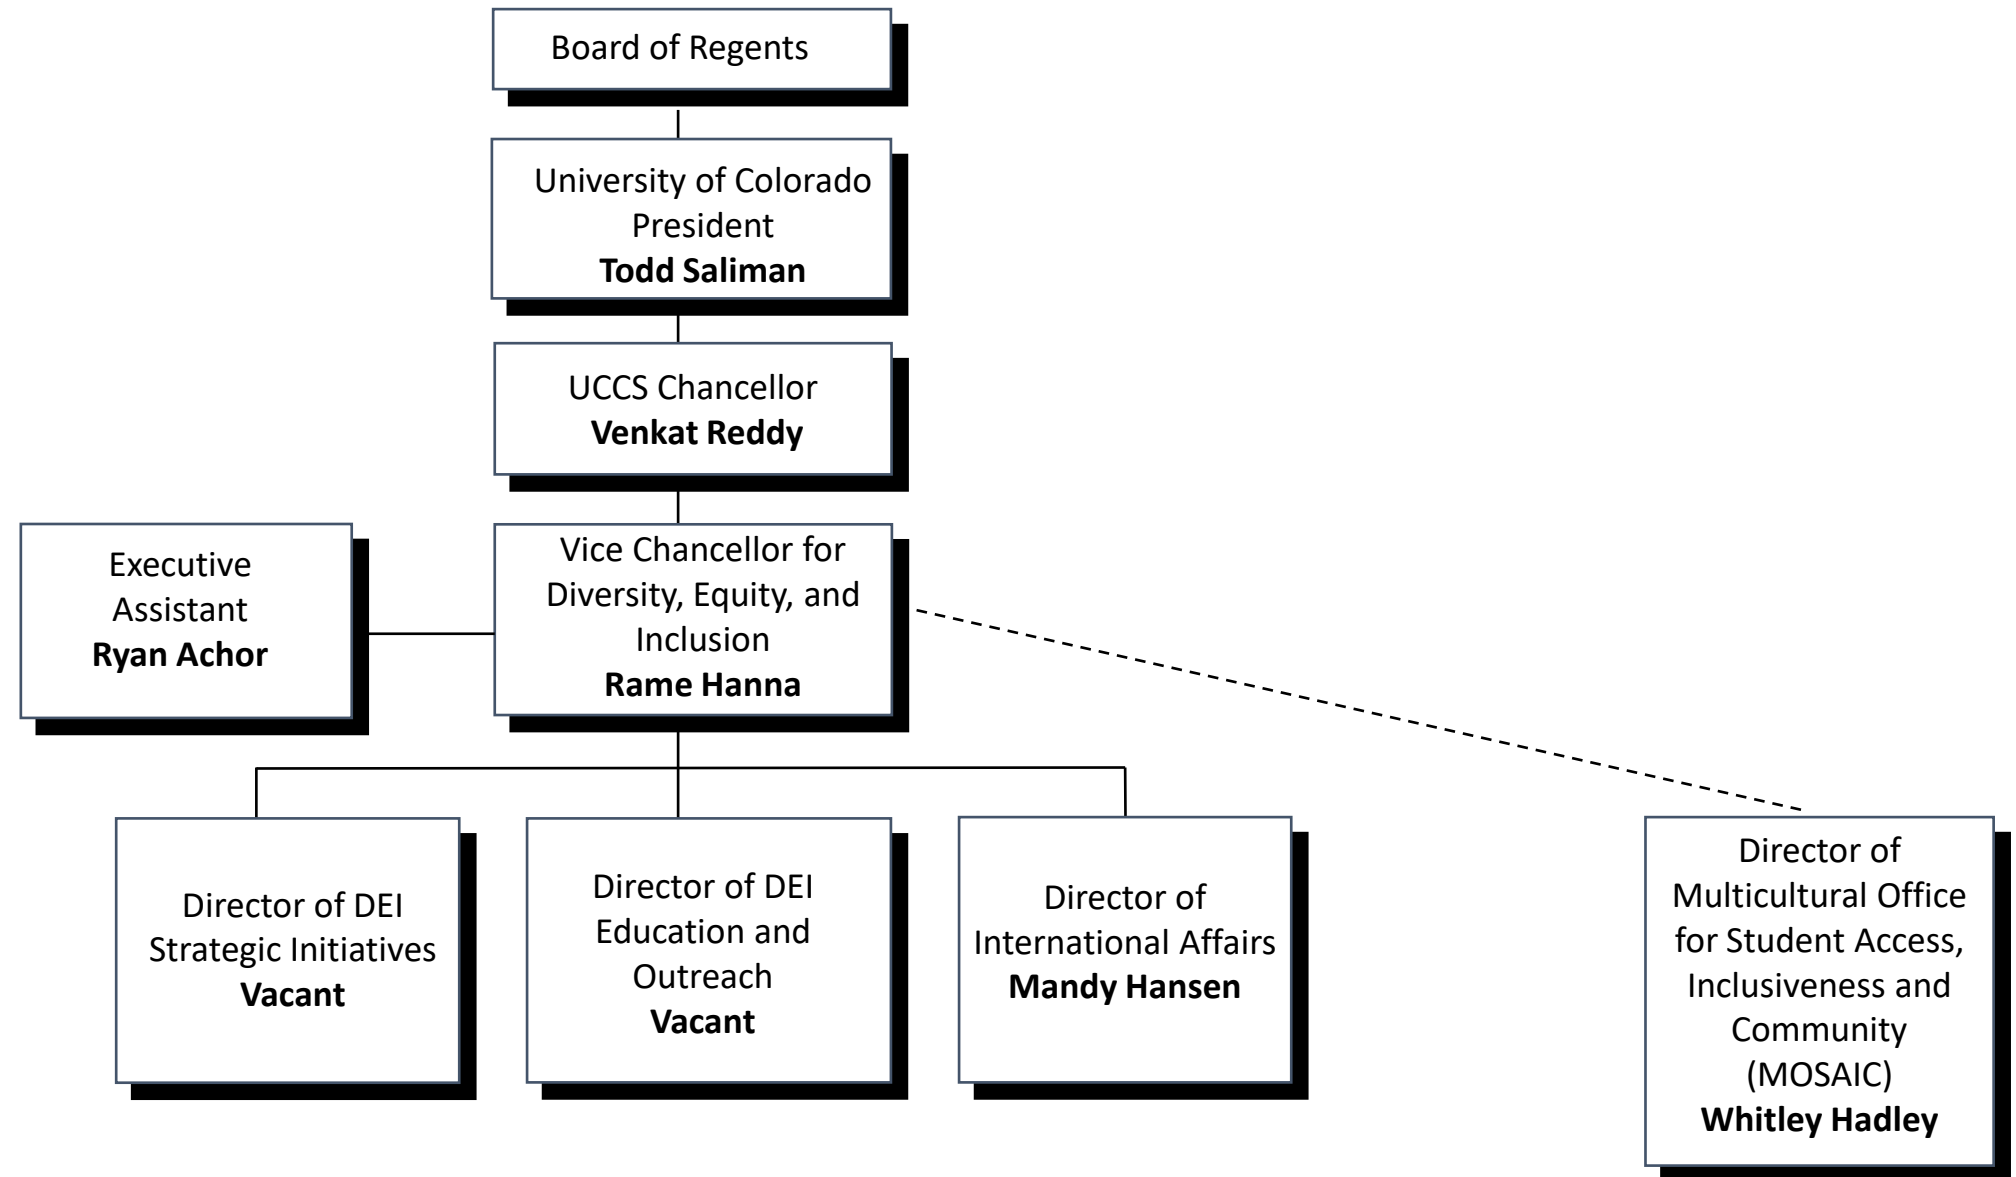 Board of Regents
University of Colorado
President
Todd Saliman
UCCS Chancellor
Venkat Reddy
Executive
Assistant
Ryan Achor
Vice Chancellor for
Diversity, Equity, and
Inclusion
Rame Hanna
Director of DEI
Strategic Initiatives
Vacant
Director of DEI
Education and
Outreach
Vacant
Director of
International Affairs
Mandy Hansen
Director of
Multicultural Office
for Student Access,
Inclusiveness and
Community
(MOSAIC)
Whitley Hadley